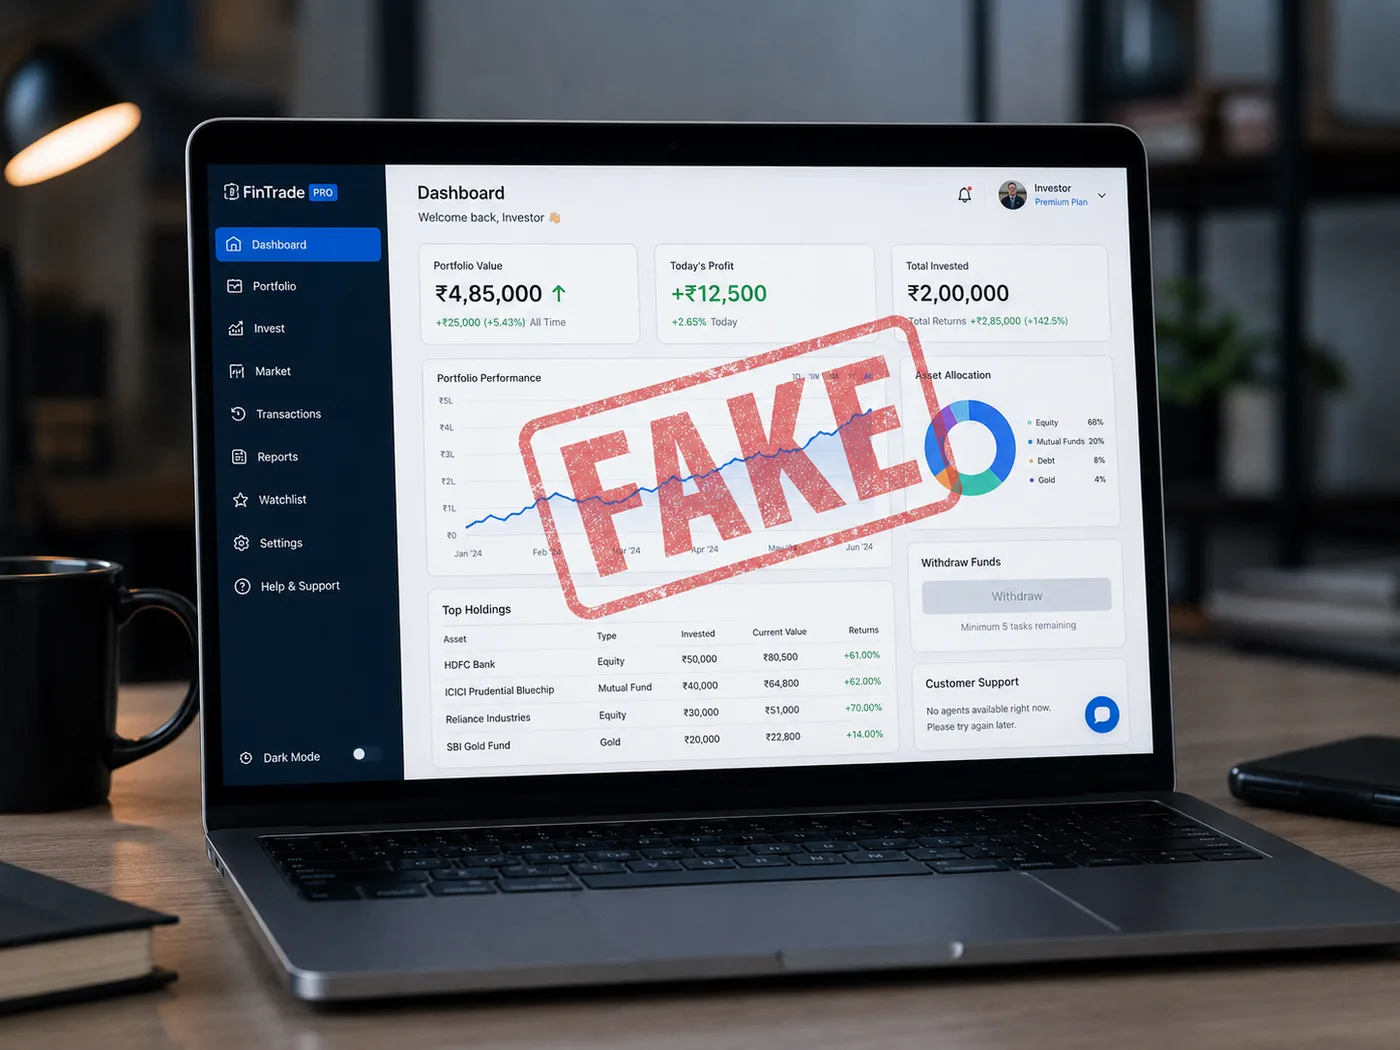 FinTrade PRO
Dashboard
Portfolio
Invest
Market
Transactions
Reports
Watchlist
Settings
Help & Support
Dark Mode
Dashboard
Welcome back, Investor 👋
Investor
Premium Plan
Portfolio Value
₹4,85,000 ↑
+₹25,000 (+5.43%) All Time
Today's Profit
+₹12,500
+2.65% Today
Total Invested
₹2,00,000
Total Returns +₹2,85,000 (+142.5%)
Portfolio Performance
1D
₹5L
₹4L
₹3L
₹2L
₹1L
₹0
Jan '24
Feb '24
Mar '24
Apr '24
May '24
Jun '24
FAKE
Asset Allocation
Equity 68%
Mutual Funds 20%
Debt 8%
Gold 4%
Top Holdings
Asset Type Invested Current Value Returns
HDFC Bank Equity ₹50,000 ₹80,500 +61.00%
ICICI Prudential Bluechip Mutual Fund ₹40,000 ₹64,800 +62.00%
Reliance Industries Equity ₹30,000 ₹51,000 +70.00%
SBI Gold Fund Gold ₹20,000 ₹22,800 +14.00%
Withdraw Funds
Withdraw
Minimum 5 tasks remaining
Customer Support
No agents available right now.
Please try again later.